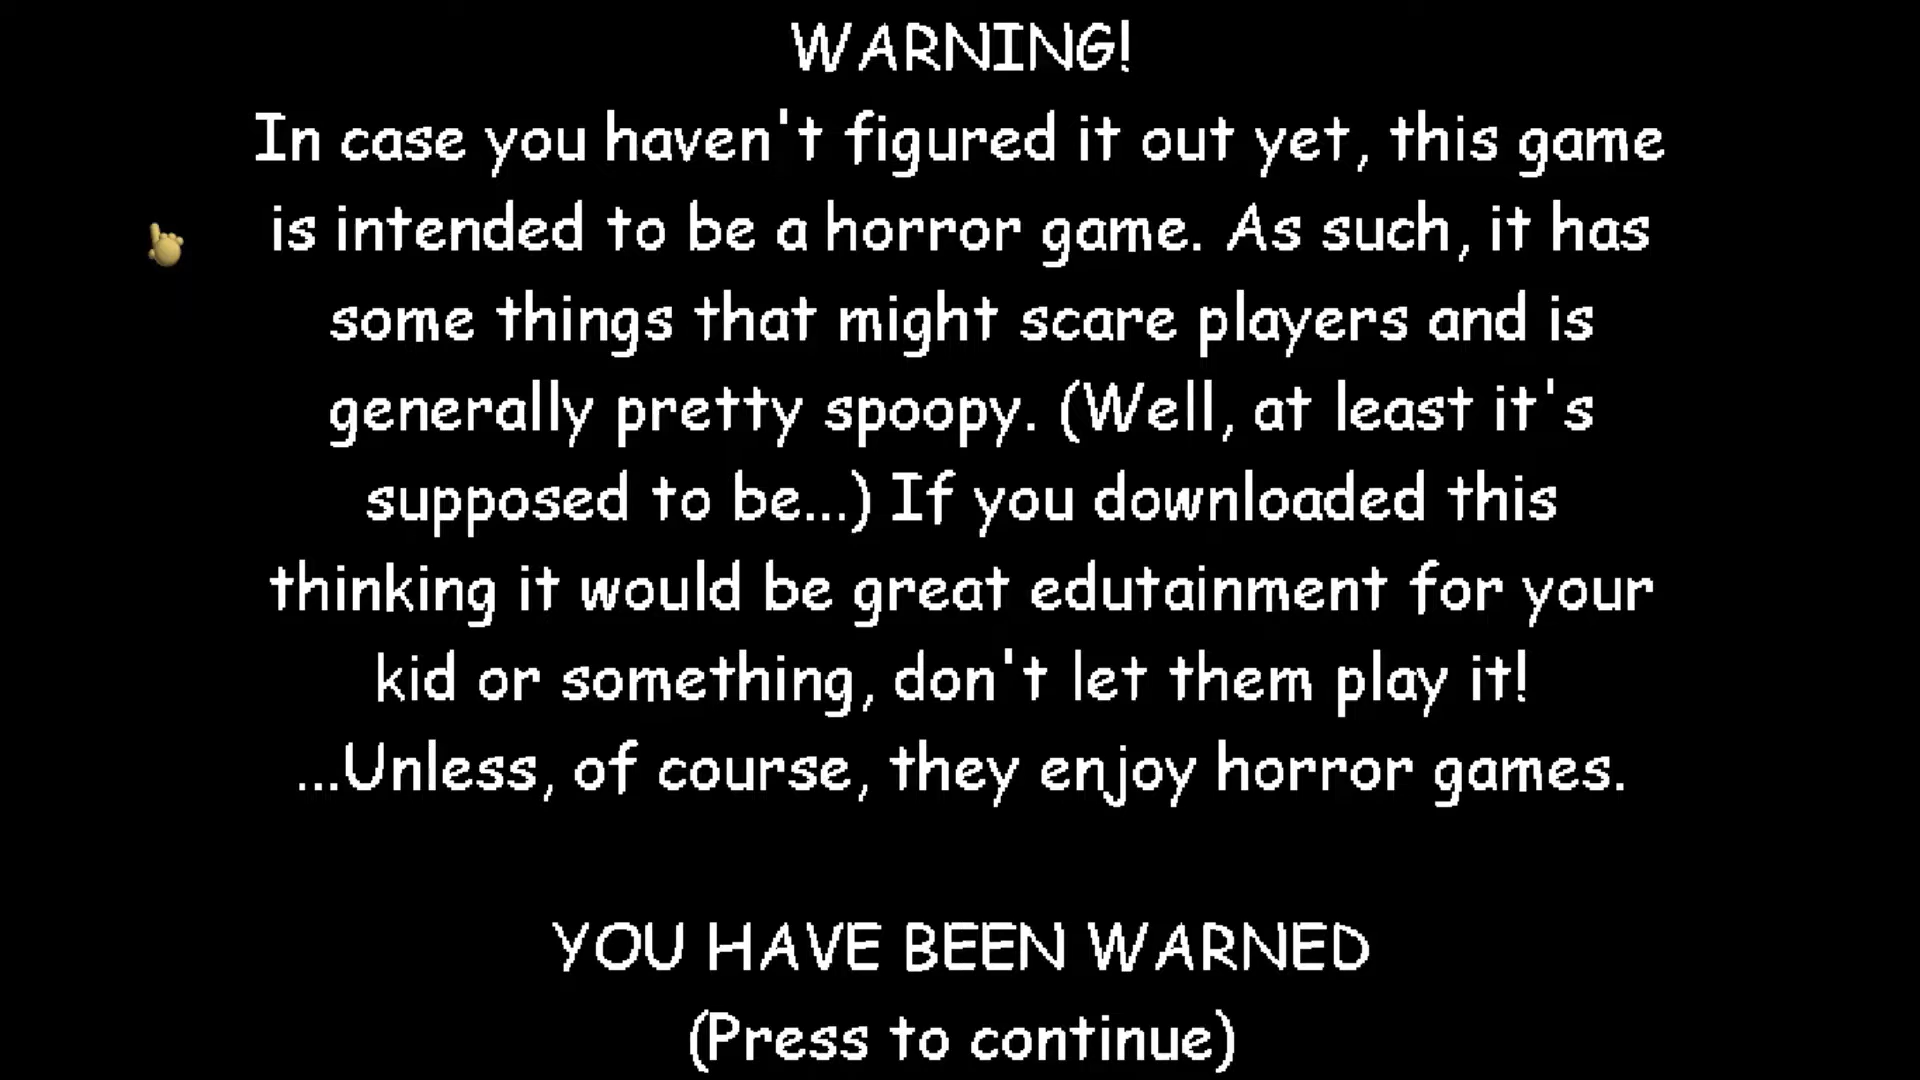 WARNING!
In case you haven't figured it out yet, this game
is intended to be a horror game. As such, it has
some things that might scare players and is
generally pretty spoopy. (Well, at least it's
supposed to be...) If you downloaded this
thinking it would be great edutainment for your
kid or something, don't let them play it!
...Unless, of course, they enjoy horror games.
YOU HAVE BEEN WARNED
(Press to continue)